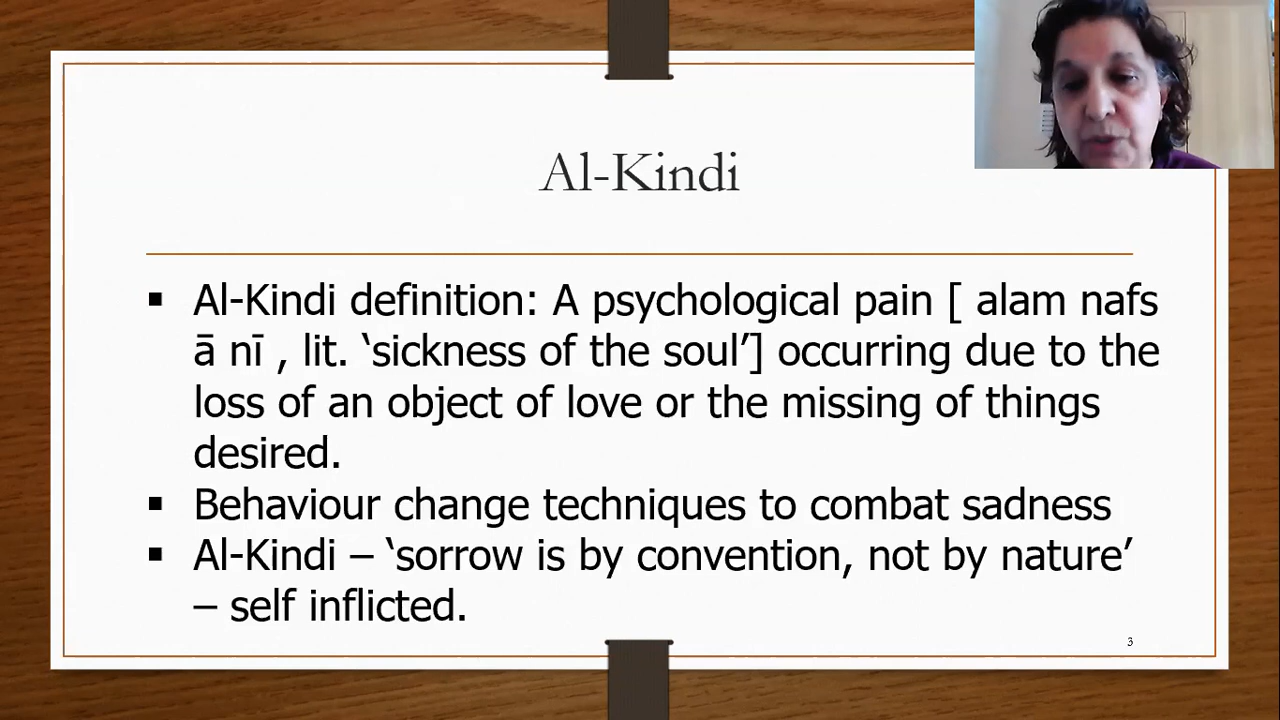 Al-Kindi
▪ Al-Kindi definition: A psychological pain [ alam nafs
ā nī , lit. ‘sickness of the soul’] occurring due to the
loss of an object of love or the missing of things
desired.
▪ Behaviour change techniques to combat sadness
▪ Al-Kindi – ‘sorrow is by convention, not by nature’
– self inflicted.
3